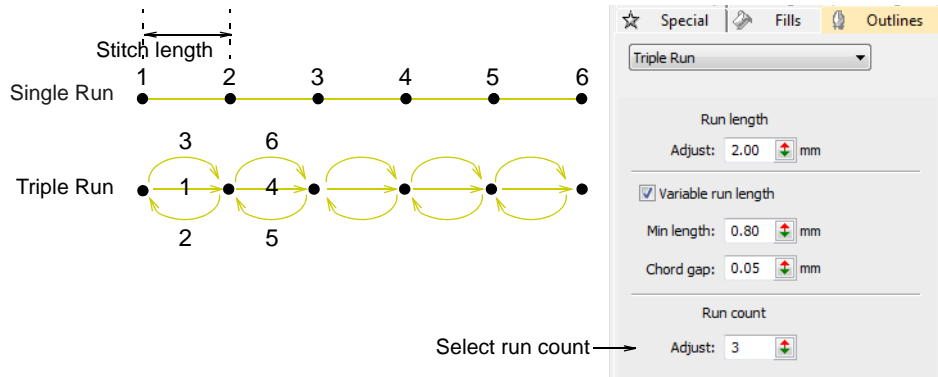 Stitch length
1 2 3 4 5 6
Single Run
3 6
Triple Run
1 4
2 5
Select run count
Special Fills Outlines
Triple Run
Run length
Adjust: 2.00 mm
Variable run length
Min length: 0.80 mm
Chord gap: 0.05 mm
Run count
Adjust: 3